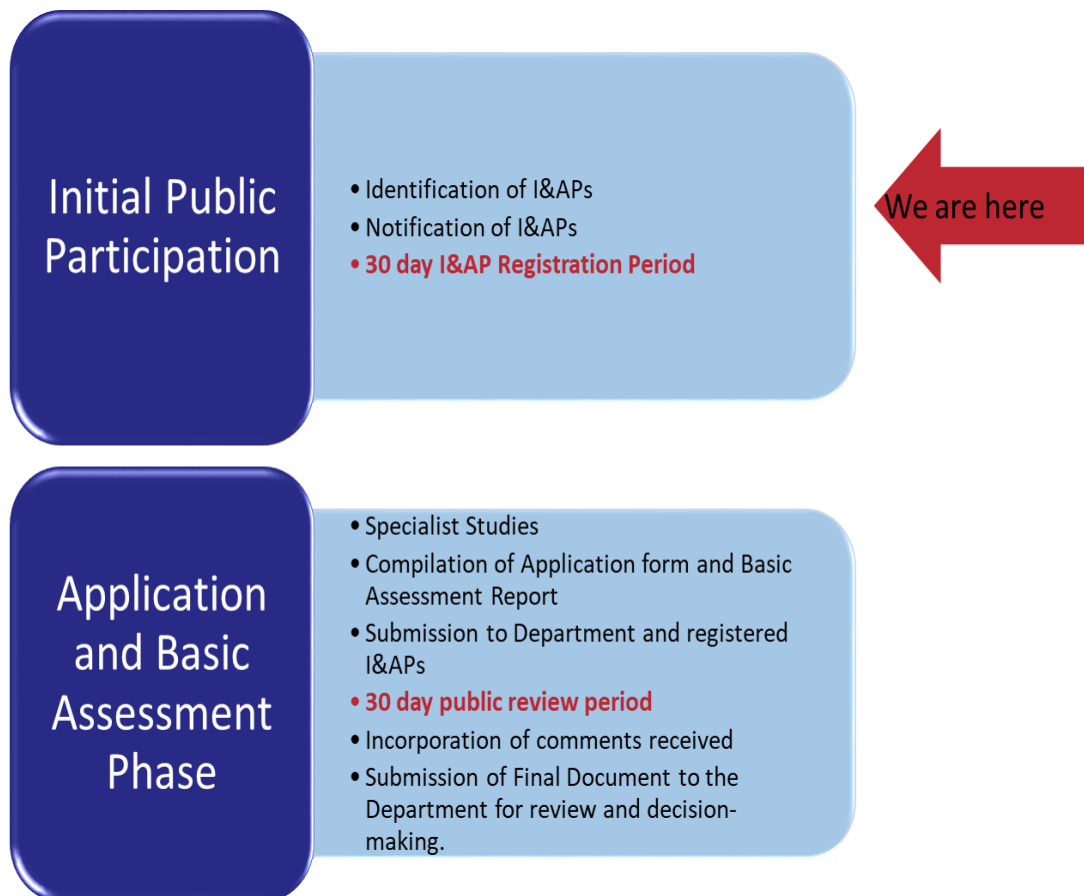 Initial Public
Participation
• Identification of I&APs
• Notification of I&APs
• 30 day I&AP Registration Period
We are here
Application
and Basic
Assessment
Phase
• Specialist Studies
• Compilation of Application form and Basic
Assessment Report
• Submission to Department and registered
I&APs
• 30 day public review period
• Incorporation of comments received
• Submission of Final Document to the
Department for review and decision-
making.